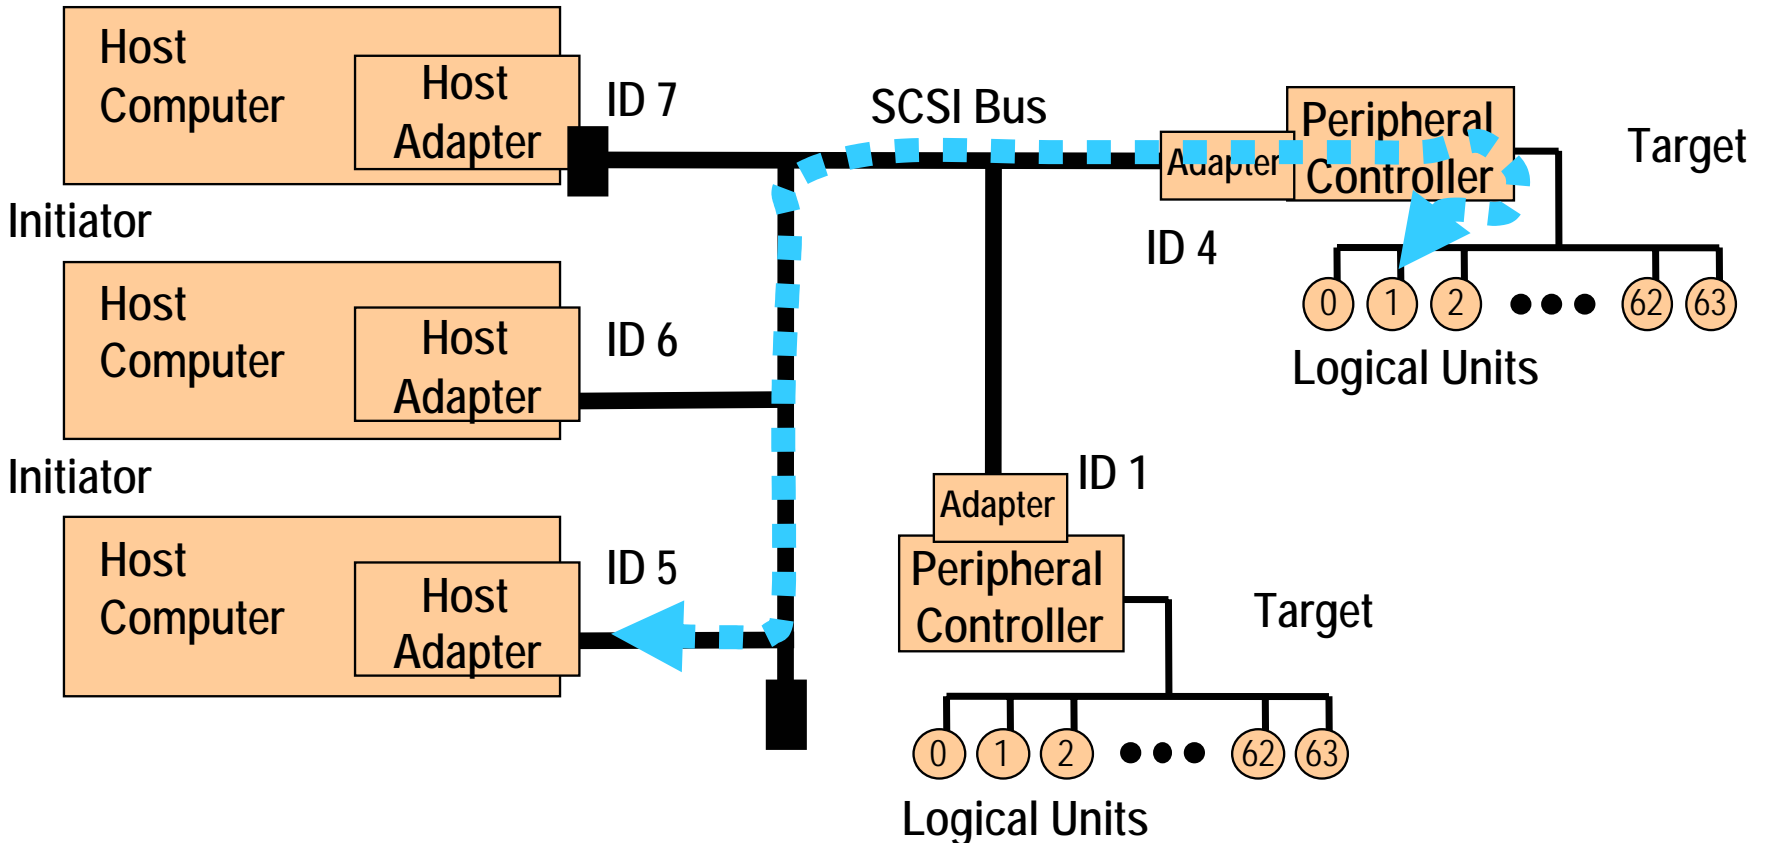 Host
Computer
Host
Adapter
ID 7
Initiator
Host
Computer
Host
Adapter
ID 6
Initiator
Host
Computer
Host
Adapter
ID 5
SCSI Bus
Adapter
Peripheral
Controller
Target
ID 4
0 1 2 62 63
Logical Units
ID 1
Adapter
Peripheral
Controller
Target
0 1 2 62 63
Logical Units